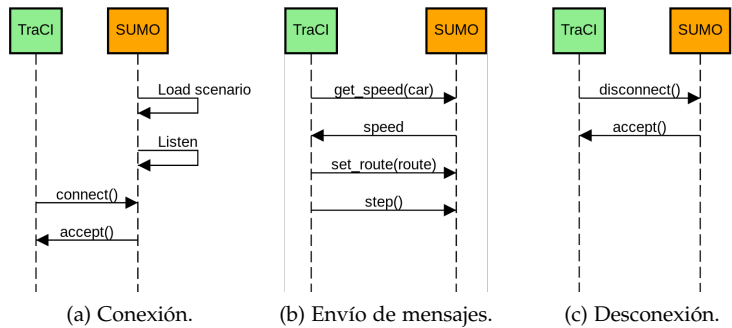 TraCI
SUMO
Load scenario
Listen
connect()
accept()
(a) Conexión.
TraCI
SUMO
get_speed(car)
speed
set_route(route)
step()
(b) Envío de mensajes.
TraCI
SUMO
disconnect()
accept()
(c) Desconexión.